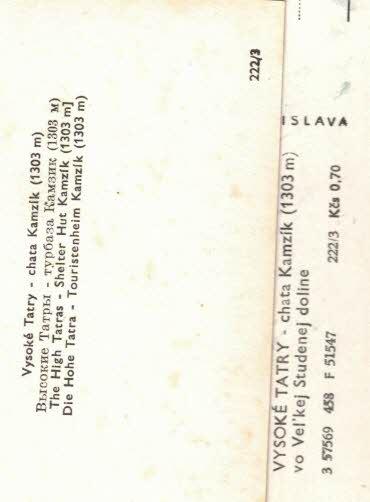 Vysoké Tatry - chata Kamzík (1303 m)
Высокие Татры - турбаза Камзик (1303 м)
The High Tatras - Shelter Hut Kamzík (1303 m]
Die Hohe Tatra - Touristenheim Kamzík (1303 m)
222/3
ISLAVA
VYSOKÉ TATRY - chata Kamzík (1303 m)
vo Veľkej Studenej doline
3 57569 458 F 51547 222/3 Kčs 0,70